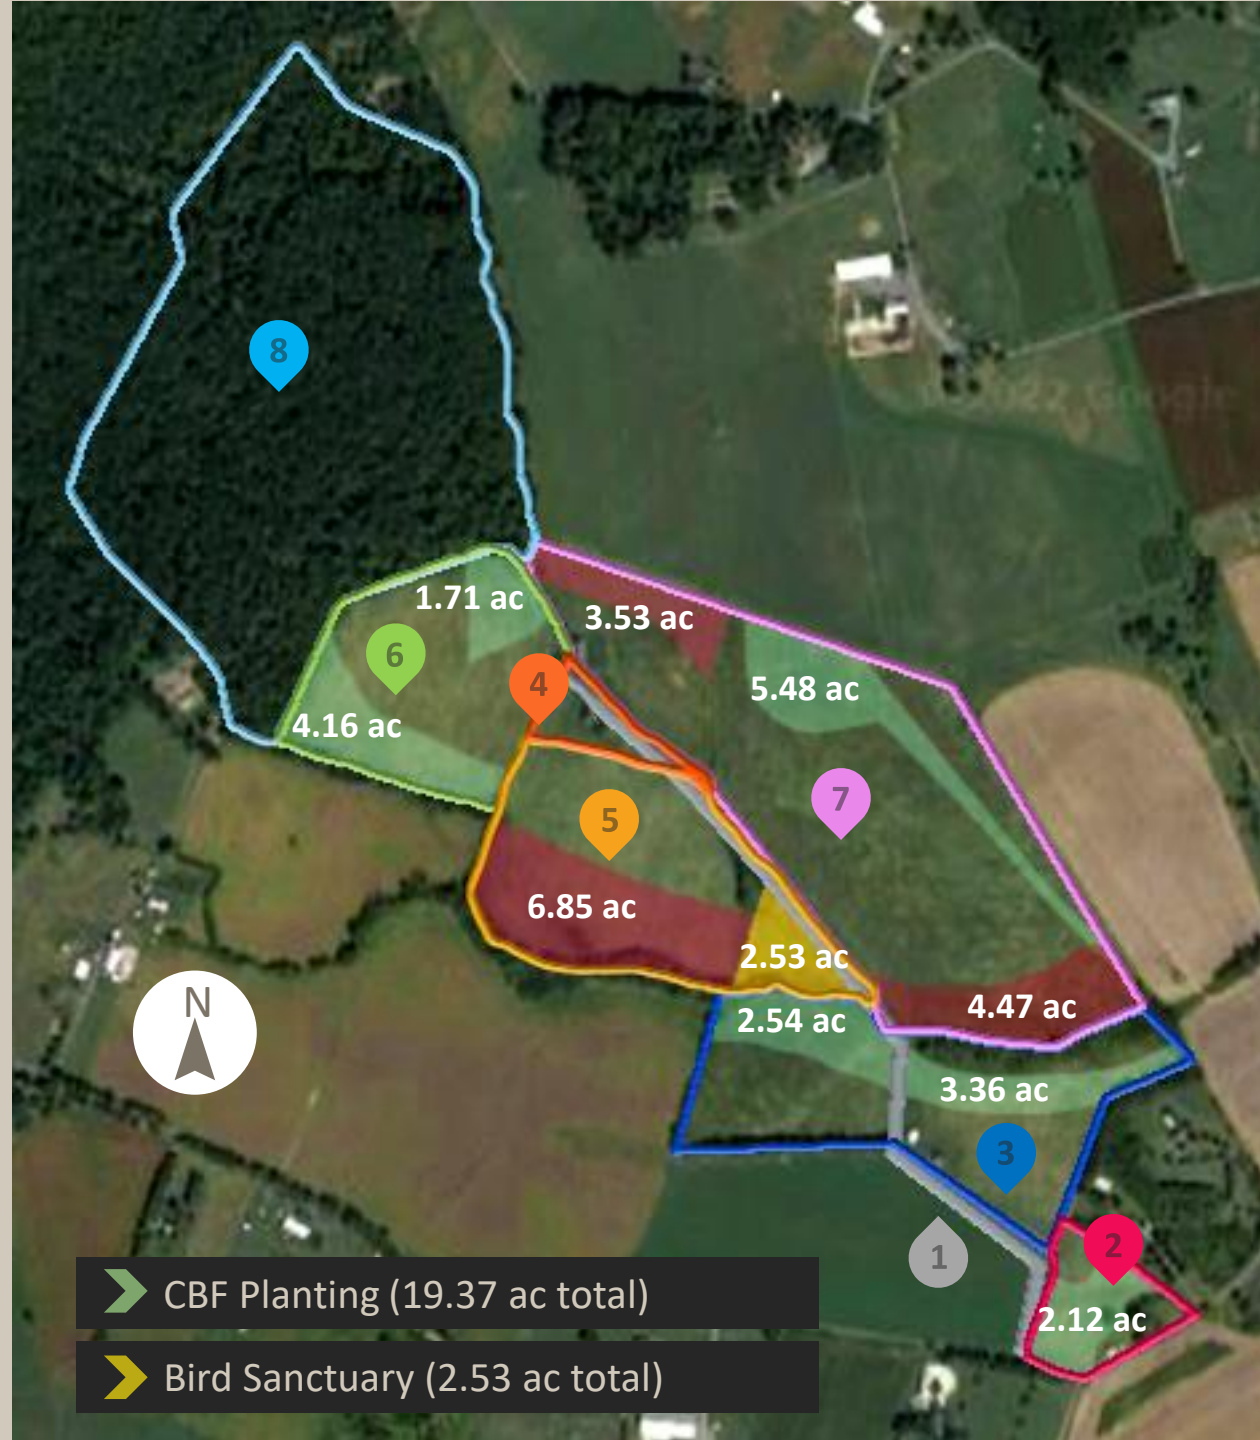 8
1.71 ac
3.53 ac
6
4
5.48 ac
4.16 ac
7
5
6.85 ac
2.53 ac
N
4.47 ac
2.54 ac
3.36 ac
3
2
1
2.12 ac
CBF Planting (19.37 ac total)
Bird Sanctuary (2.53 ac total)